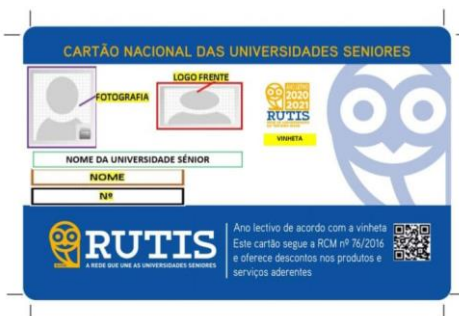 CARTÃO NACIONAL DAS UNIVERSIDADES SENIORES
FOTOGRAFIA
LOGO FRENTE
2020
2021
RUTIS
VINHETA
NOME DA UNIVERSIDADE SÉNIOR
NOME
Nº
RUTIS
A REDE QUE UNE AS UNIVERSIDADES SENIORES
Ano lectivo de acordo com a vinheta
Este cartão segue a RCM nº 76/2016
e oferece descontos nos produtos e
serviços aderentes